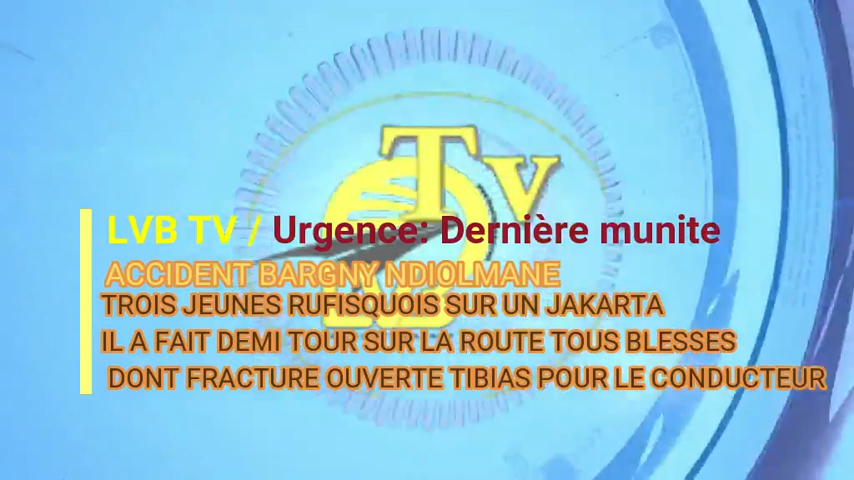 TV
LVB TV / Urgence: Dernière munite
ACCIDENT BARGNY NDIOLMANE
TROIS JEUNES RUFISQUOIS SUR UN JAKARTA
IL A FAIT DEMI TOUR SUR LA ROUTE TOUS BLESSES
DONT FRACTURE OUVERTE TIBIAS POUR LE CONDUCTEUR